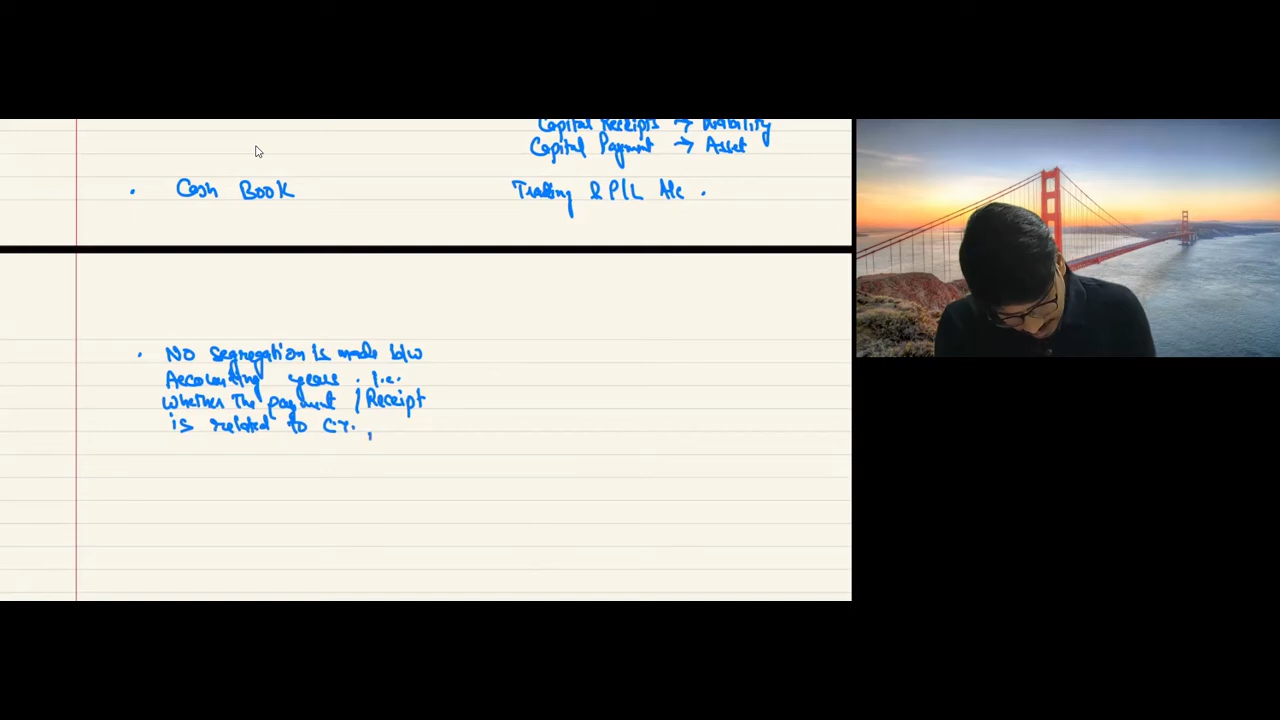 Capital Receipts → Liability
Capital Payment → Asset
. Cash Book
Trading & P/L A/c .
. No segregation is made b/w
Accounting years . I.e.
whether the payment / Receipt
is related to C.Y. ,